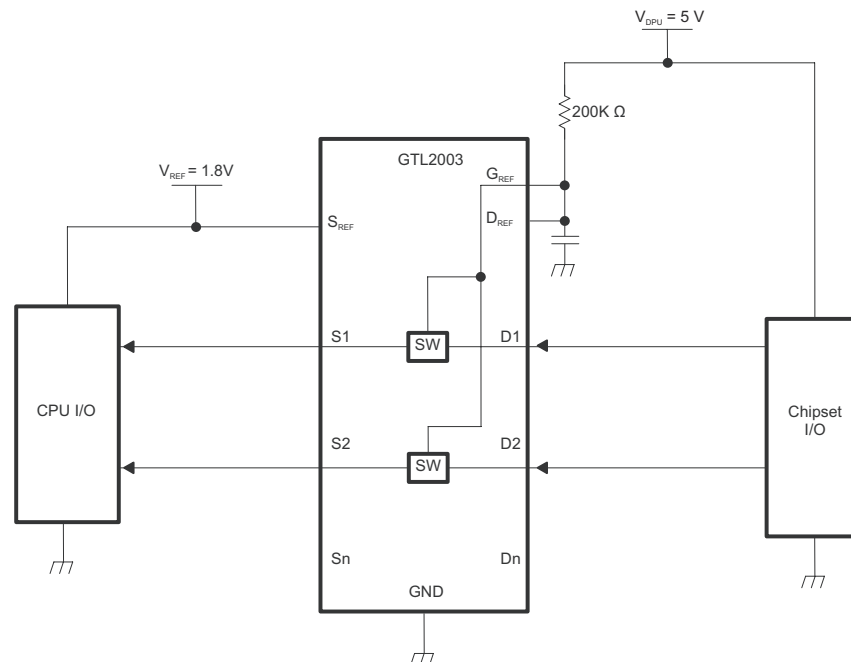 V_DPU = 5 V
200K Ω
GTL2003
V_REF = 1.8V
G_REF
D_REF
S_REF
S1
SW
D1
CPU I/O
Chipset
I/O
S2
SW
D2
Sn
Dn
GND